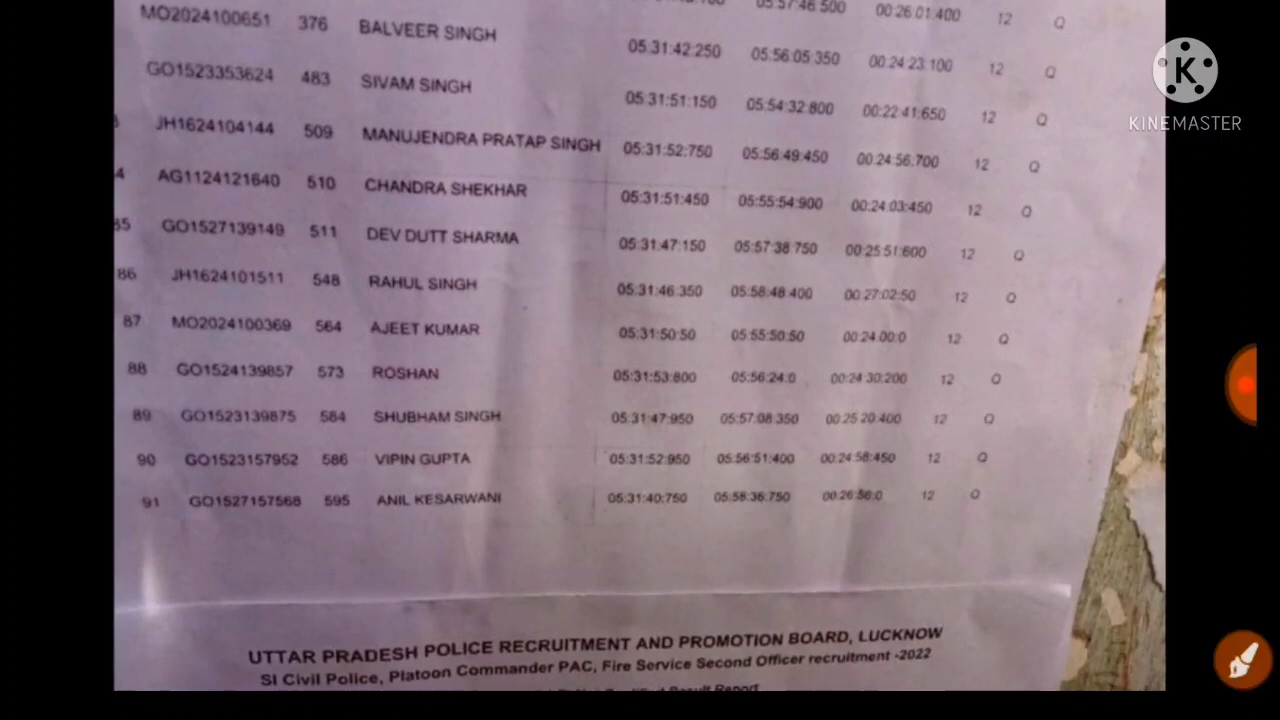 05:57:46:500 00:26:01:400 12 Q
MO2024100651 376 BALVEER SINGH 05:31:42:250 05:56:05:350 00:24:23:100 12 Q
GO1523353624 483 SIVAM SINGH 05:31:51:150 05:54:32:800 00:22:41:650 12 Q
JH1624104144 509 MANUJENDRA PRATAP SINGH 05:31:52:750 05:56:49:450 00:24:56:700 12 Q
4 AG1124121640 510 CHANDRA SHEKHAR 05:31:51:450 05:55:54:900 00:24:03:450 12 Q
85 GO1527139149 511 DEV DUTT SHARMA 05:31:47:150 05:57:38:750 00:25:51:600 12 Q
86 JH1624101511 548 RAHUL SINGH 05:31:46:350 05:58:48:400 00:27:02:50 12 Q
87 MO2024100369 564 AJEET KUMAR 05:31:50:50 05:55:50:50 00:24:00:0 12 Q
88 GO1524139857 573 ROSHAN 05:31:53:800 05:56:24:0 00:24:30:200 12 Q
89 GO1523139875 584 SHUBHAM SINGH 05:31:47:950 05:57:08:350 00:25:20:400 12 Q
90 GO1523157952 586 VIPIN GUPTA 05:31:52:950 05:56:51:400 00:24:58:450 12 Q
91 GO1527157568 595 ANIL KESARWANI 05:31:40:750 05:58:36:750 00:26:56:0 12 Q
UTTAR PRADESH POLICE RECRUITMENT AND PROMOTION BOARD, LUCKNOW
SI Civil Police, Platoon Commander PAC, Fire Service Second Officer recruitment -2022
Result Report
K
KINEMASTER